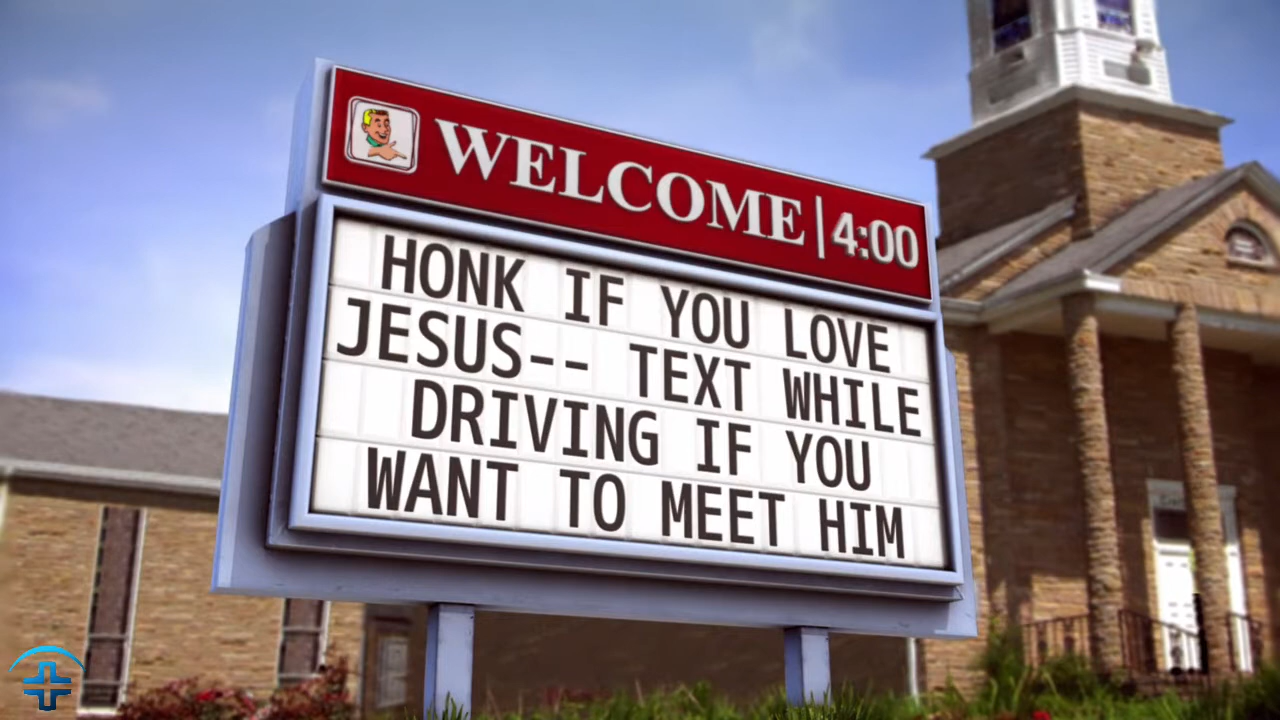 WELCOME | 4:00
HONK IF YOU LOVE
JESUS-- TEXT WHILE
DRIVING IF YOU
WANT TO MEET HIM